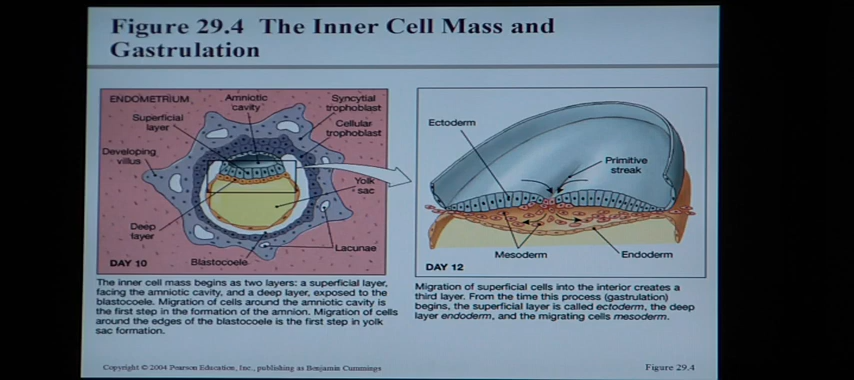 Figure 29.4 The Inner Cell Mass and
Gastrulation
ENDOMETRIUM
Amniotic
cavity
Syncytial
trophoblast
Superficial
layer
Cellular
trophoblast
Developing
villus
Yolk
sac
Deep
layer
Lacunae
Blastocoele
DAY 10
Ectoderm
Primitive
streak
Mesoderm
Endoderm
DAY 12
The inner cell mass begins as two layers: a superficial layer,
facing the amniotic cavity, and a deep layer, exposed to the
blastocoele. Migration of cells around the amniotic cavity is
the first step in the formation of the amnion. Migration of cells
around the edges of the blastocoele is the first step in yolk
sac formation.
Migration of superficial cells into the interior creates a
third layer. From the time this process (gastrulation)
begins, the superficial layer is called ectoderm, the deep
layer endoderm, and the migrating cells mesoderm.
Copyright © 2004 Pearson Education, Inc., publishing as Benjamin Cummings
Figure 29.4